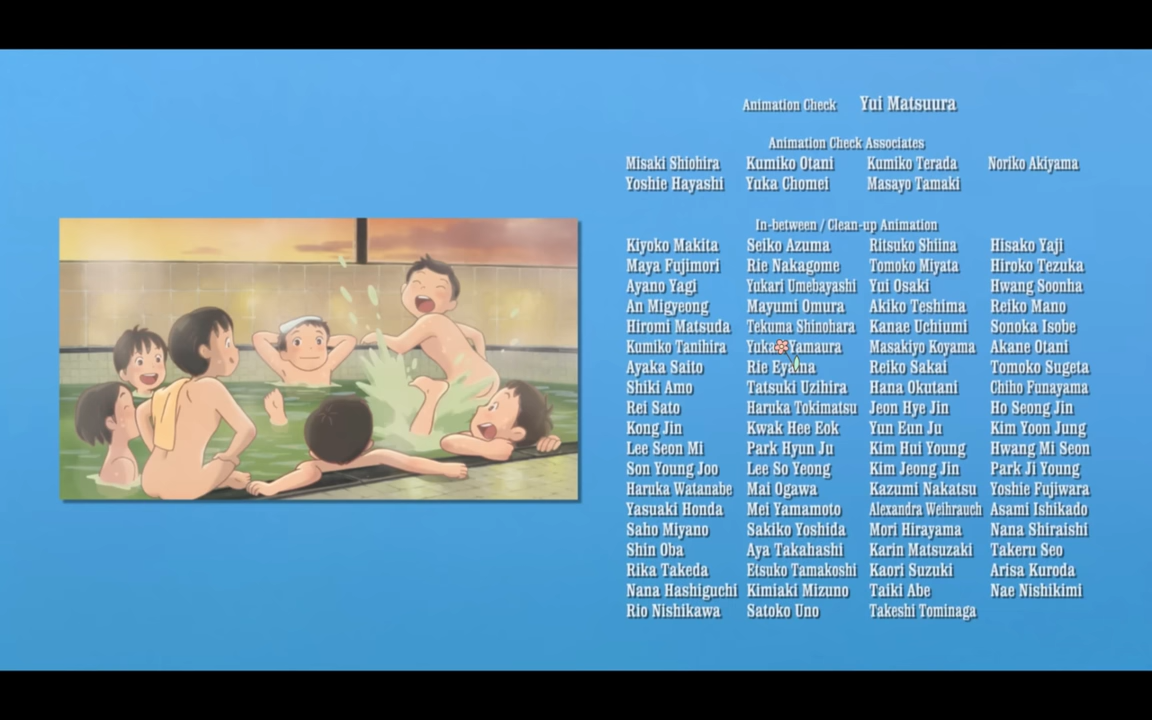 Animation Check Yui Matsuura
Animation Check Associates
Misaki Shiohira Kumiko Otani Kumiko Terada Noriko Akiyama
Yoshie Hayashi Yuka Chomei Masayo Tamaki
In-between / Clean-up Animation
Kiyoko Makita Seiko Azuma Ritsuko Shiina Hisako Yaji
Maya Fujimori Rie Nakagome Tomoko Miyata Hiroko Tezuka
Ayano Yagi Yukari Umebayashi Yui Osaki Hwang Soonha
An Migyeong Mayumi Omura Akiko Teshima Reiko Mano
Hiromi Matsuda Tekuma Shinohara Kanae Uchiumi Sonoka Isobe
Kumiko Tanihira Yuka Yamaura Masakiyo Koyama Akane Otani
Ayaka Saito Rie Eyama Reiko Sakai Tomoko Sugeta
Shiki Amo Tatsuki Uzihira Hana Okutani Chiho Funayama
Rei Sato Haruka Tokimatsu Jeon Hye Jin Ho Seong Jin
Kong Jin Kwak Hee Eok Yun Eun Ju Kim Yoon Jung
Lee Seon Mi Park Hyun Ju Kim Hui Young Hwang Mi Seon
Son Young Joo Lee So Yeong Kim Jeong Jin Park Ji Young
Haruka Watanabe Mai Ogawa Kazumi Nakatsu Yoshie Fujiwara
Yasuaki Honda Mei Yamamoto Alexandra Weihrauch Asami Ishikado
Saho Miyano Sakiko Yoshida Mori Hirayama Nana Shiraishi
Shin Oba Aya Takahashi Karin Matsuzaki Takeru Seo
Rika Takeda Etsuko Tamakoshi Kaori Suzuki Arisa Kuroda
Nana Hashiguchi Kimiaki Mizuno Taiki Abe Nae Nishikimi
Rio Nishikawa Satoko Uno Takeshi Tominaga